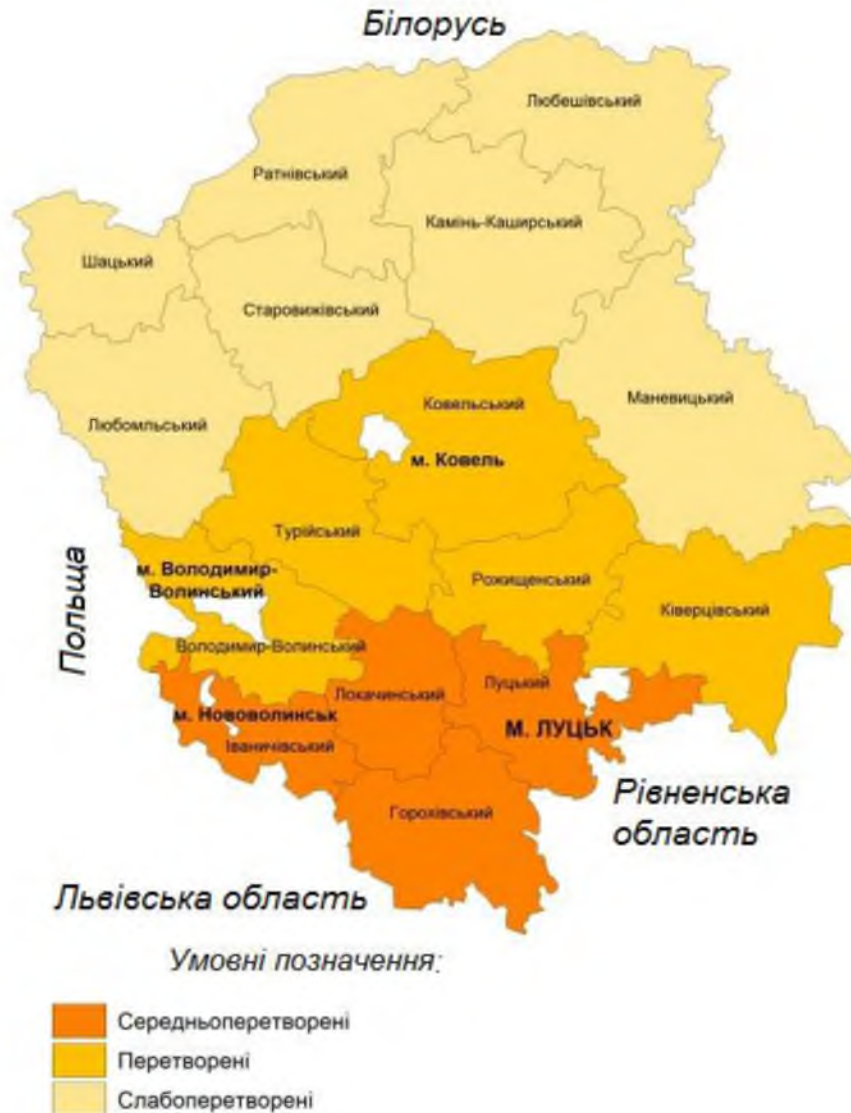 Білорусь
Любешівський
Ратнівський
Камінь-Каширський
Шацький
Старовижівський
Маневицький
Ковельський
Любомльський
м. Ковель
Турійський
м. Володимир-
Волинський
Рожищенський
Ківерцівський
Польща
Володимир-Волинський
Локачинський
Луцький
м. Нововолинськ
М. ЛУЦЬК
Іваничівський
Рівненська
область
Горохівський
Львівська область
Умовні позначення:
Середньоперетворені
Перетворені
Слабоперетворені